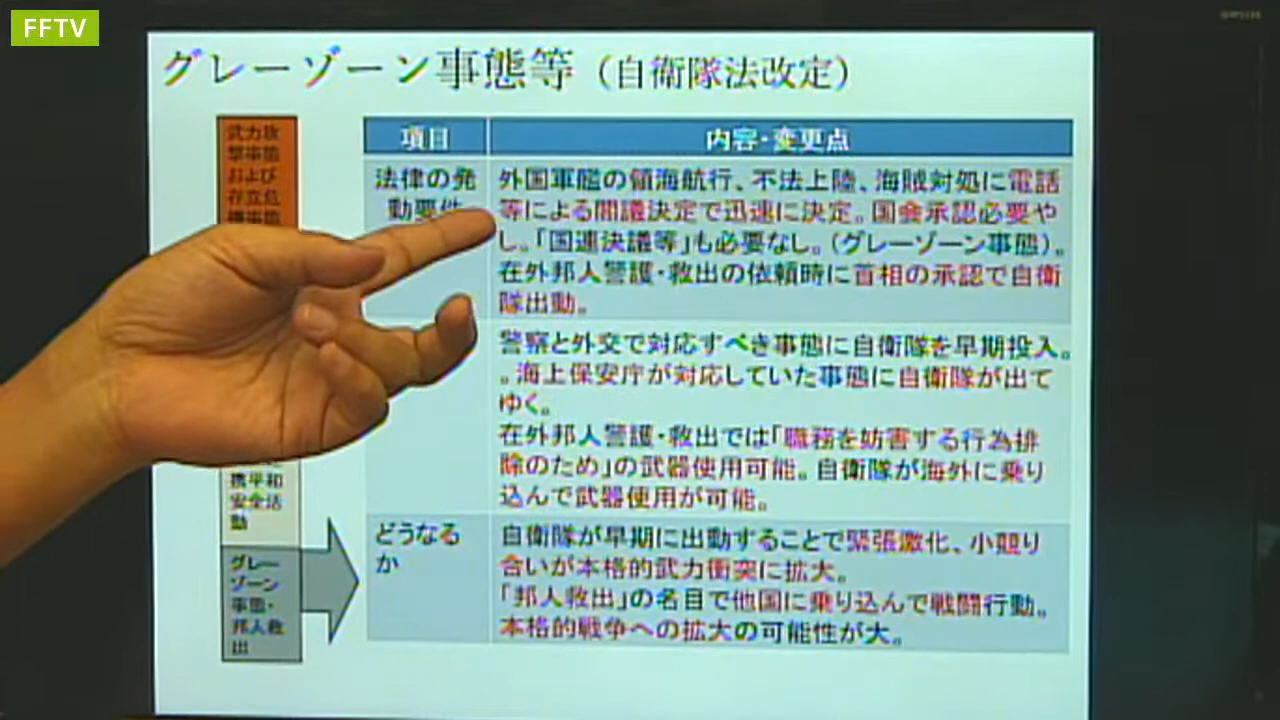 FFTV
グレーゾーン事態等(自衛隊法改定)
武力攻
撃事態
および
存立危
機事態
携平和
安全活
動
グレー
ゾーン
事態・
邦人救
出
項目
内容・変更点
法律の発
動要件
外国軍艦の領海航行、不法上陸、海賊対処に電話
等による閣議決定で迅速に決定。国会承認必要や
し。「国連決議等」も必要なし。(グレーゾーン事態)。
在外邦人警護・救出の依頼時に首相の承認で自衛
隊出動。
警察と外交で対応すべき事態に自衛隊を早期投入。
。海上保安庁が対応していた事態に自衛隊が出て
ゆく。
在外邦人警護・救出では「職務を妨害する行為排
除のため」の武器使用可能。自衛隊が海外に乗り
込んで武器使用が可能。
どうなる
か
自衛隊が早期に出動することで緊張激化、小競り
合いが本格的武力衝突に拡大。
「邦人救出」の名目で他国に乗り込んで戦闘行動。
本格的戦争への拡大の可能性が大。